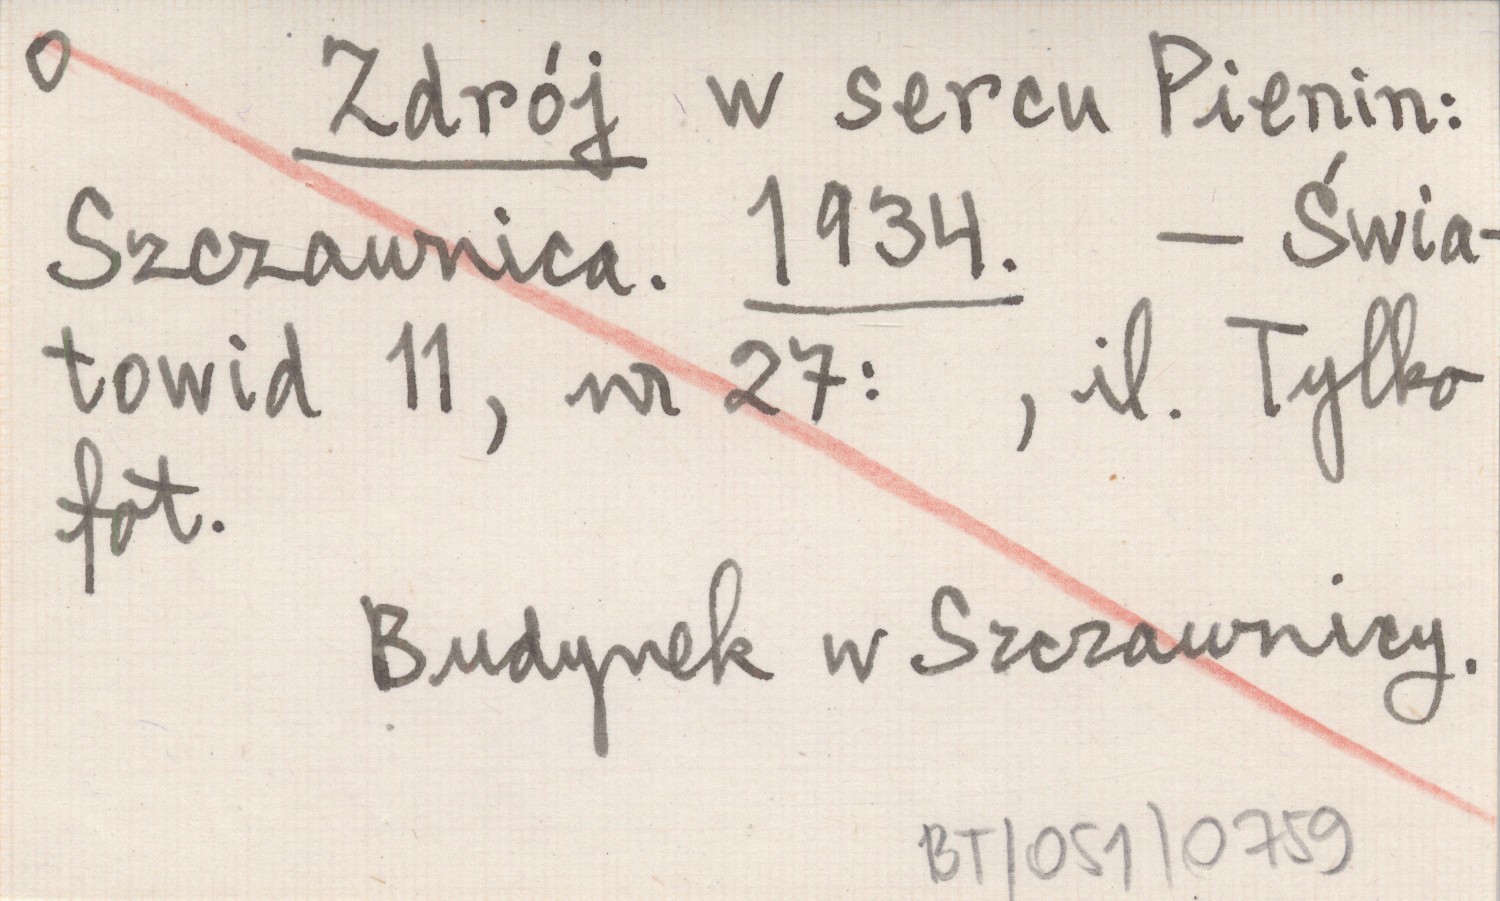 O Zdrój w sercu Pienin:
Szczawnica. 1934. — Świa-
towid 11, nr 27: , il. Tylko
fot.
Budynek w Szczawnicy.
BT/051/0759